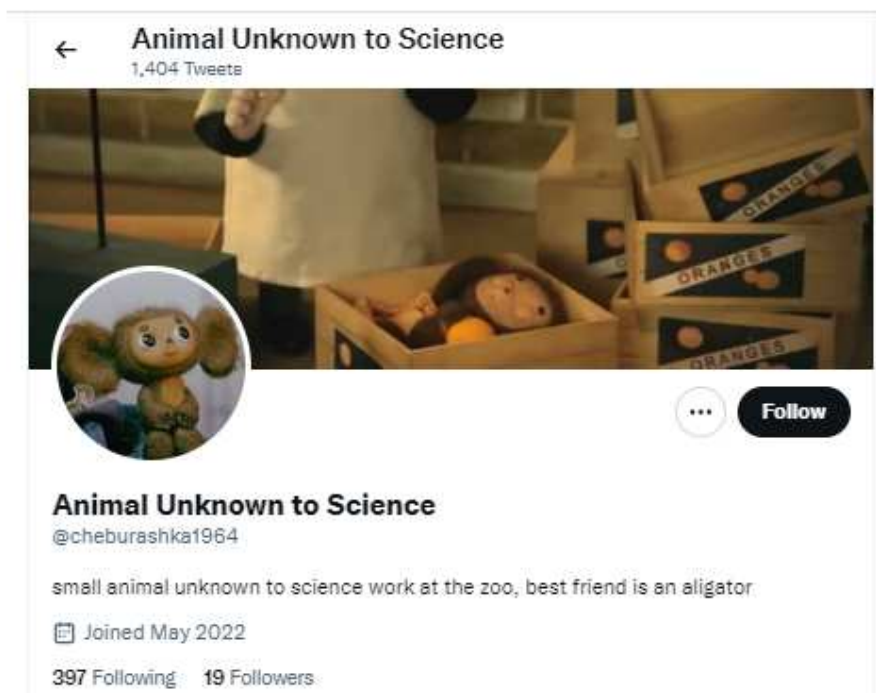 Animal Unknown to Science
1,404 Tweets
ORANGES
ORANGES
ORANGES
Follow
Animal Unknown to Science
@cheburashka1964
small animal unknown to science work at the zoo, best friend is an aligator
Joined May 2022
397 Following 19 Followers